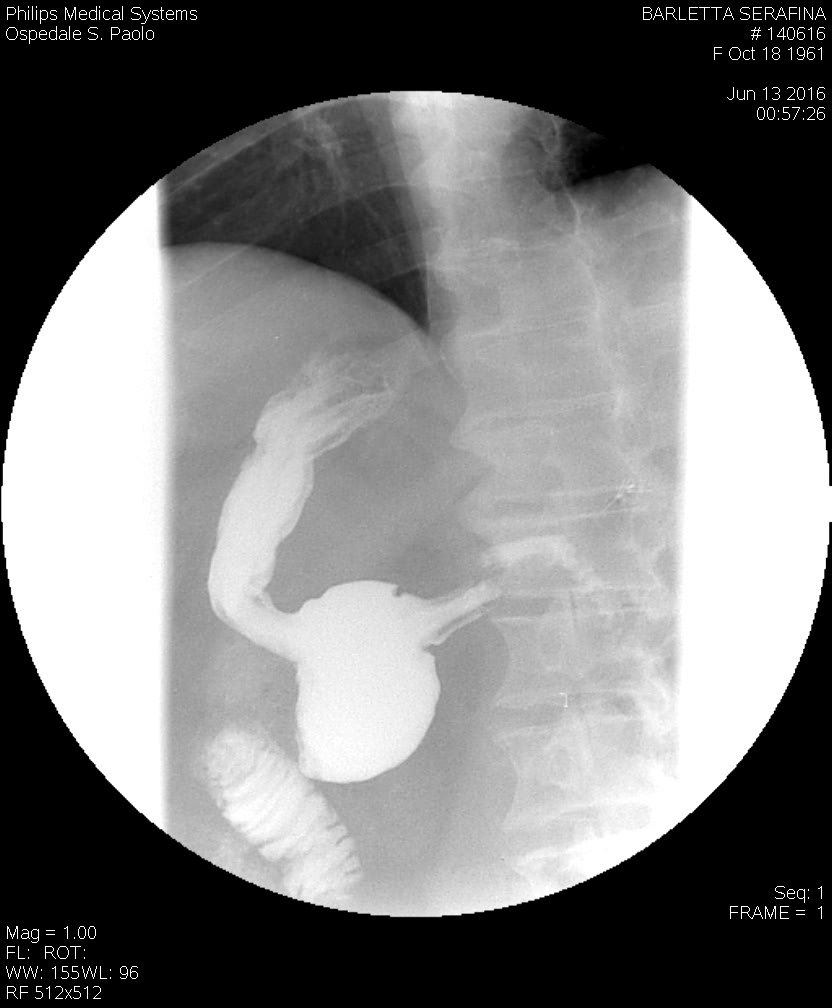 Philips Medical Systems
Ospedale S. Paolo
BARLETTA SERAFINA
# 140616
F Oct 18 1961
Jun 13 2016
00:57:26
Seq: 1
FRAME = 1
Mag = 1.00
FL: ROT:
WW: 155WL: 96
RF 512x512